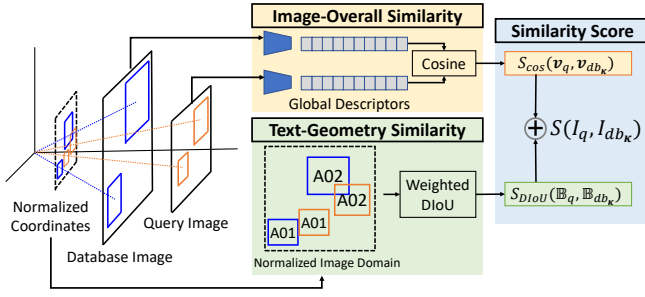 Image-Overall Similarity
Similarity Score
Cosine
Global Descriptors
S_cos(v_q, v_db_κ)
S(I_q, I_db_κ)
Text-Geometry Similarity
A02
A02
A01
A01
Weighted
DIoU
S_DIoU(𝔹_q, 𝔹_db_κ)
Normalized Image Domain
Normalized
Coordinates
Query Image
Database Image